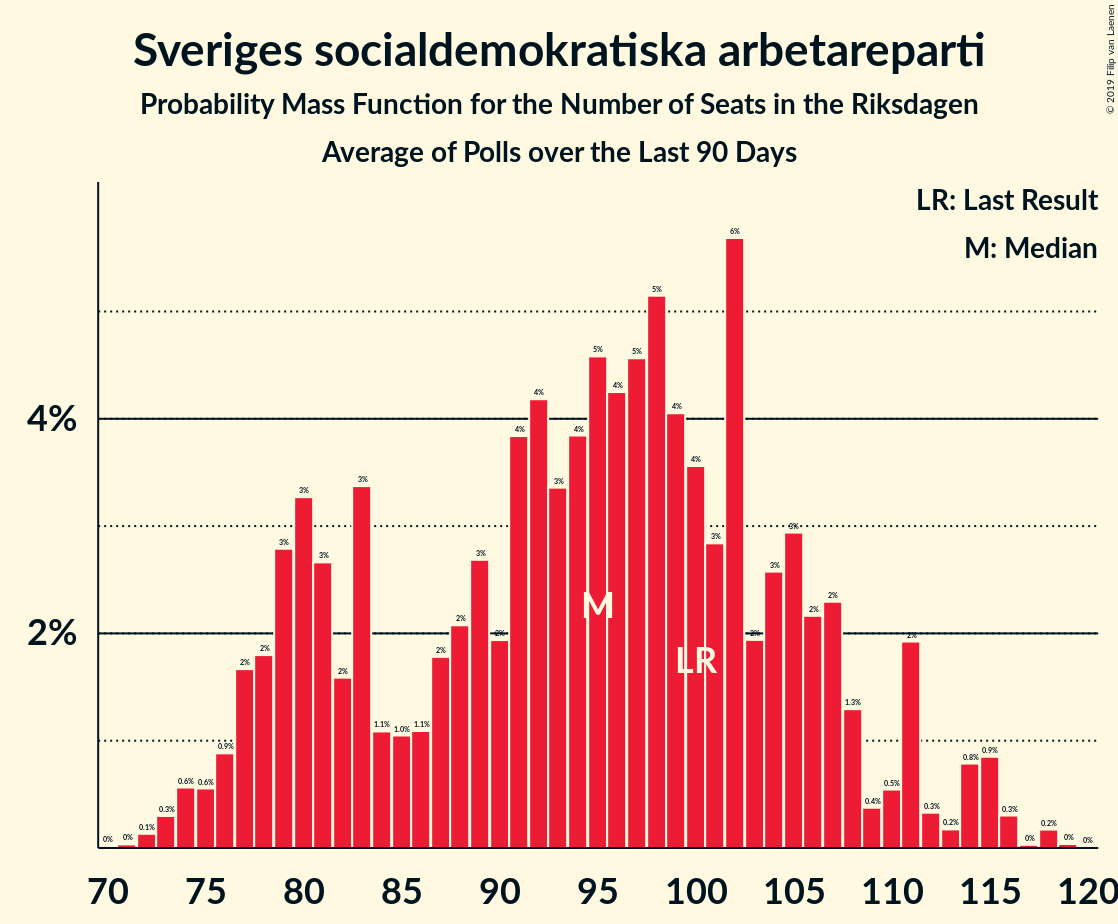 Sveriges socialdemokratiska arbetareparti
Probability Mass Function for the Number of Seats in the Riksdagen
Average of Polls over the Last 90 Days
© 2019 Filip van Laenen
LR: Last Result
M: Median
4%
2%
0% 0% 0.1% 0.3% 0.6% 0.6% 0.9% 2% 2% 3% 3% 3% 2% 3% 1.1% 1.0% 1.1% 2% 2% 3% 2% 4% 4% 3% 4% 5% 4% 5% 5% 4% 4% 3% 6% 2% 3% 3% 2% 2% 1.3% 0.4% 0.5% 2% 0.3% 0.2% 0.8% 0.9% 0.3% 0% 0.2% 0% 0%
M
LR
70 75 80 85 90 95 100 105 110 115 120